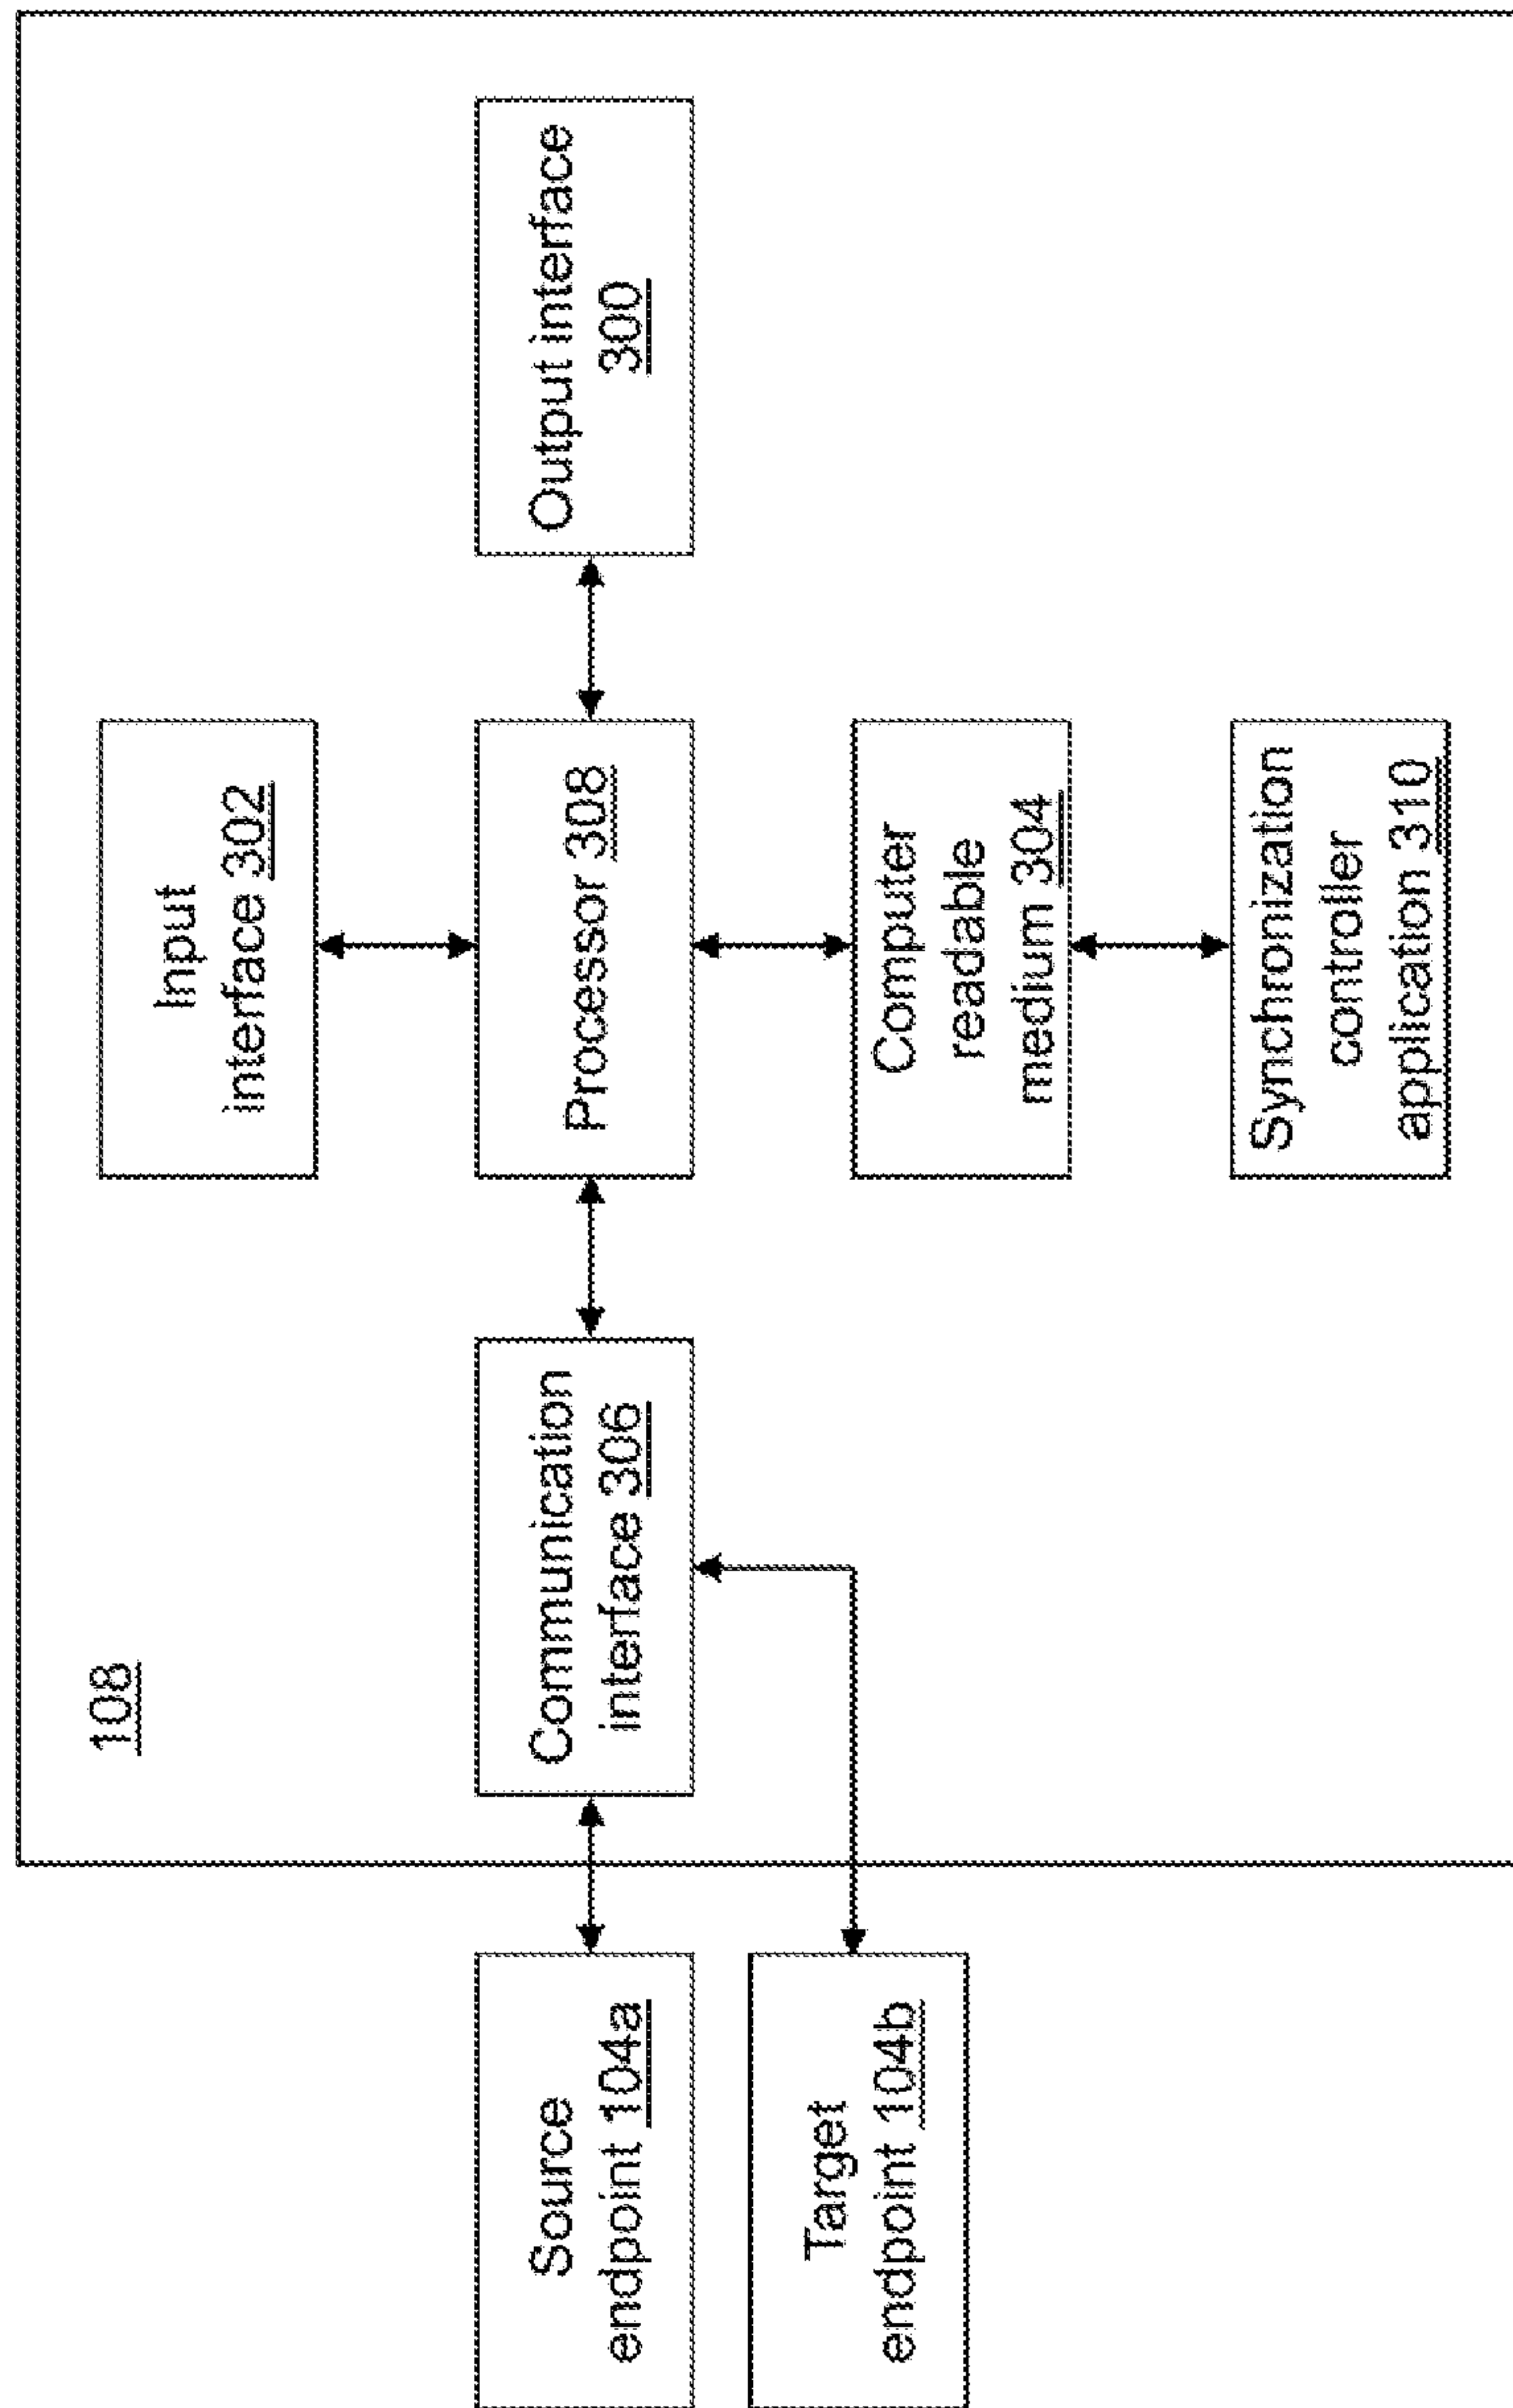 108
Input
interface 302
Source
endpoint 104a
Communication
interface 306
Processor 308
Output interface
300
Target
endpoint 104b
Computer
readable
medium 304
Synchronization
controller
application 310